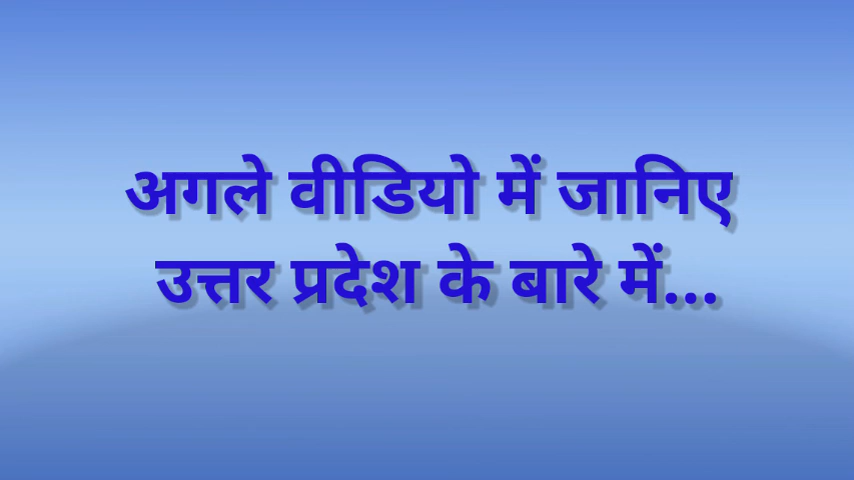 अगले वीडियो में जानिए
उत्तर प्रदेश के बारे में...